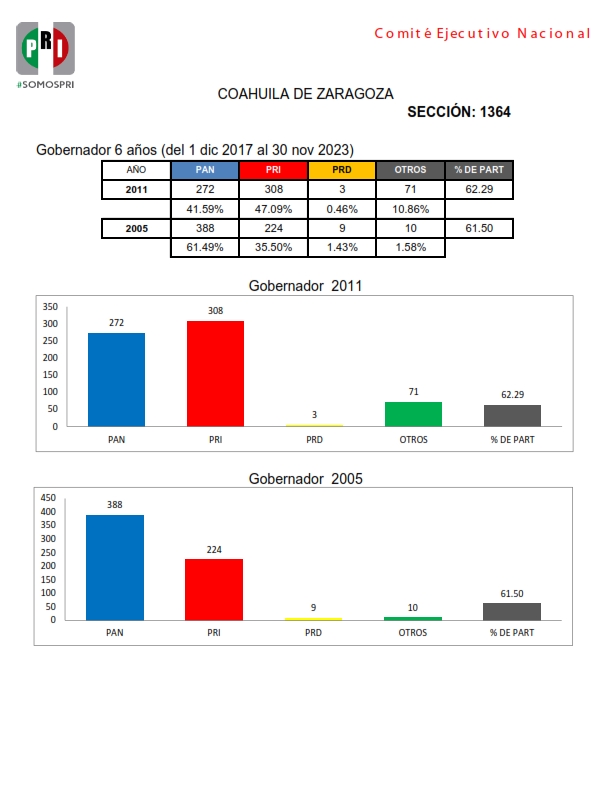 Comité Ejecutivo Nacional
PRI
#SOMOSPRI
COAHUILA DE ZARAGOZA
SECCIÓN: 1364
Gobernador 6 años (del 1 dic 2017 al 30 nov 2023)
AÑO PAN PRI PRD OTROS % DE PART
2011 272 308 3 71 62.29
41.59% 47.09% 0.46% 10.86%
2005 388 224 9 10 61.50
61.49% 35.50% 1.43% 1.58%
Gobernador 2011
350
300
250
200
150
100
50
0
272
308
3
71
62.29
PAN PRI PRD OTROS % DE PART
Gobernador 2005
450
400
350
300
250
200
150
100
50
0
388
224
9
10
61.50
PAN PRI PRD OTROS % DE PART